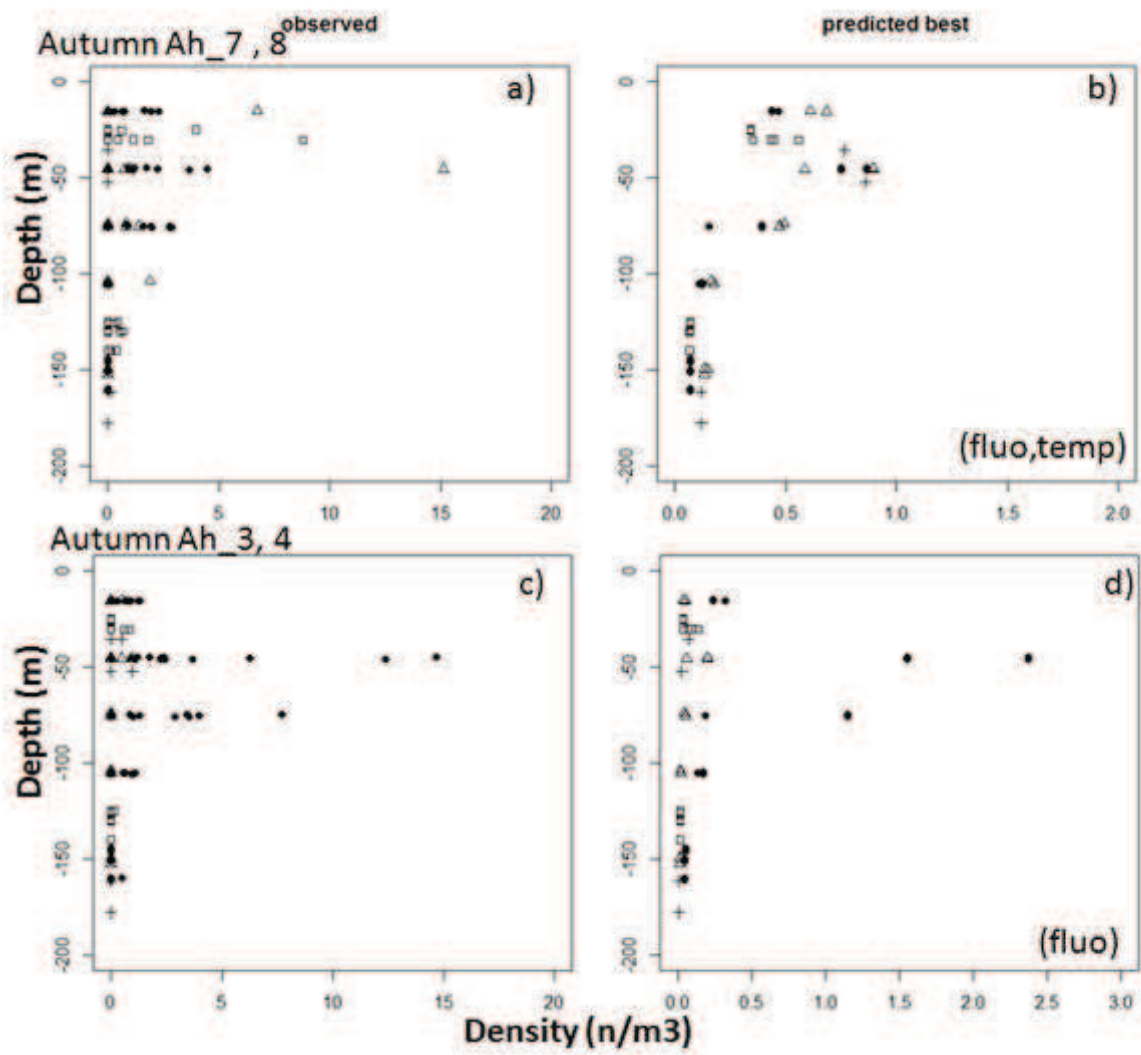 observed
predicted best
Autumn Ah_7 , 8
a)
b)
0
-50
-100
-150
-200
Depth (m)
0
-50
-100
-150
-200
(fluo,temp)
0 5 10 15 20
0.0 0.5 1.0 1.5 2.0
Autumn Ah_3, 4
c)
d)
0
-50
-100
-150
-200
Depth (m)
0
-50
-100
-150
-200
(fluo)
0 5 10 15 20
0.0 0.5 1.0 1.5 2.0 2.5 3.0
Density (n/m3)